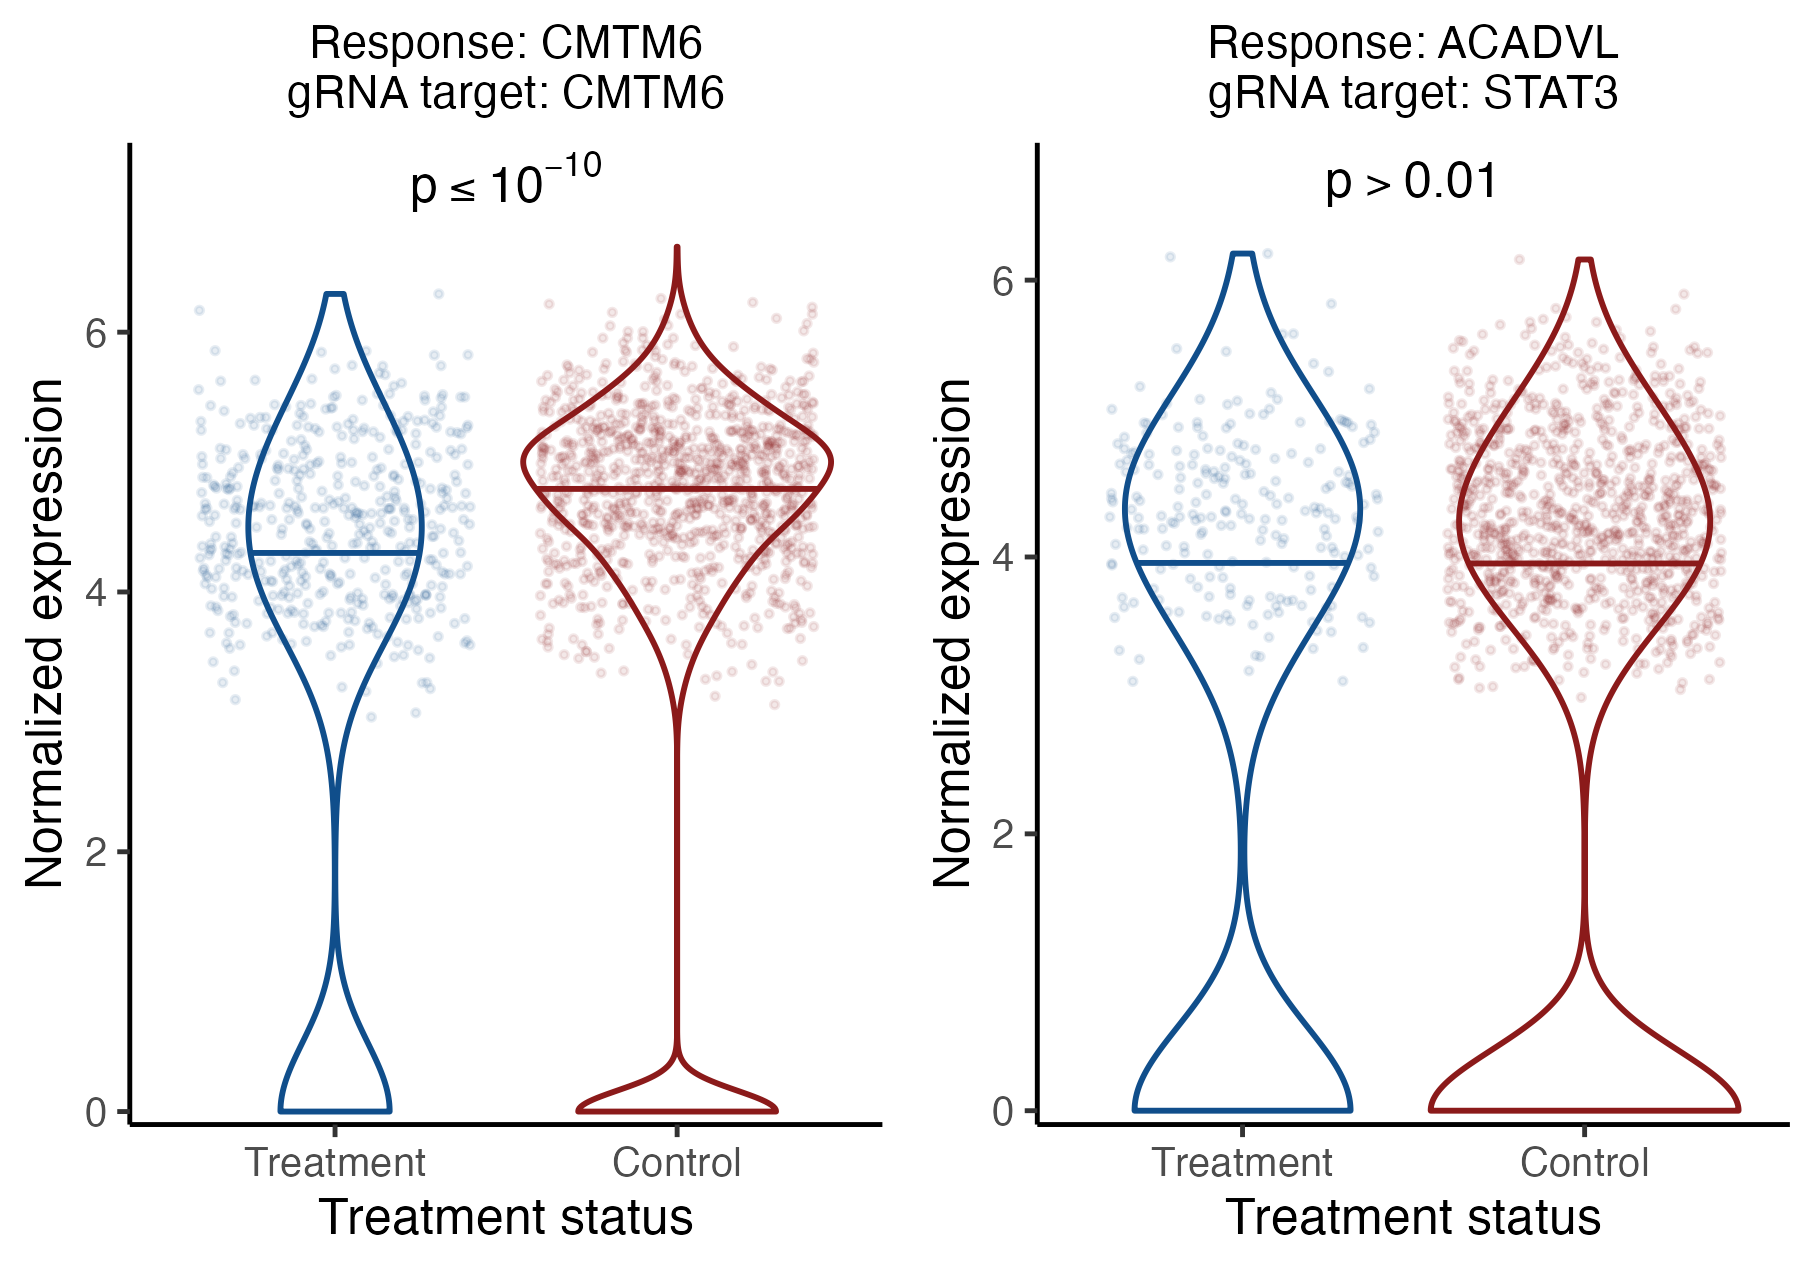 Response: CMTM6
gRNA target: CMTM6
p ≤ 10⁻¹⁰
Normalized expression
6
4
2
0
Treatment
Control
Treatment status
Response: ACADVL
gRNA target: STAT3
p > 0.01
Normalized expression
6
4
2
0
Treatment
Control
Treatment status